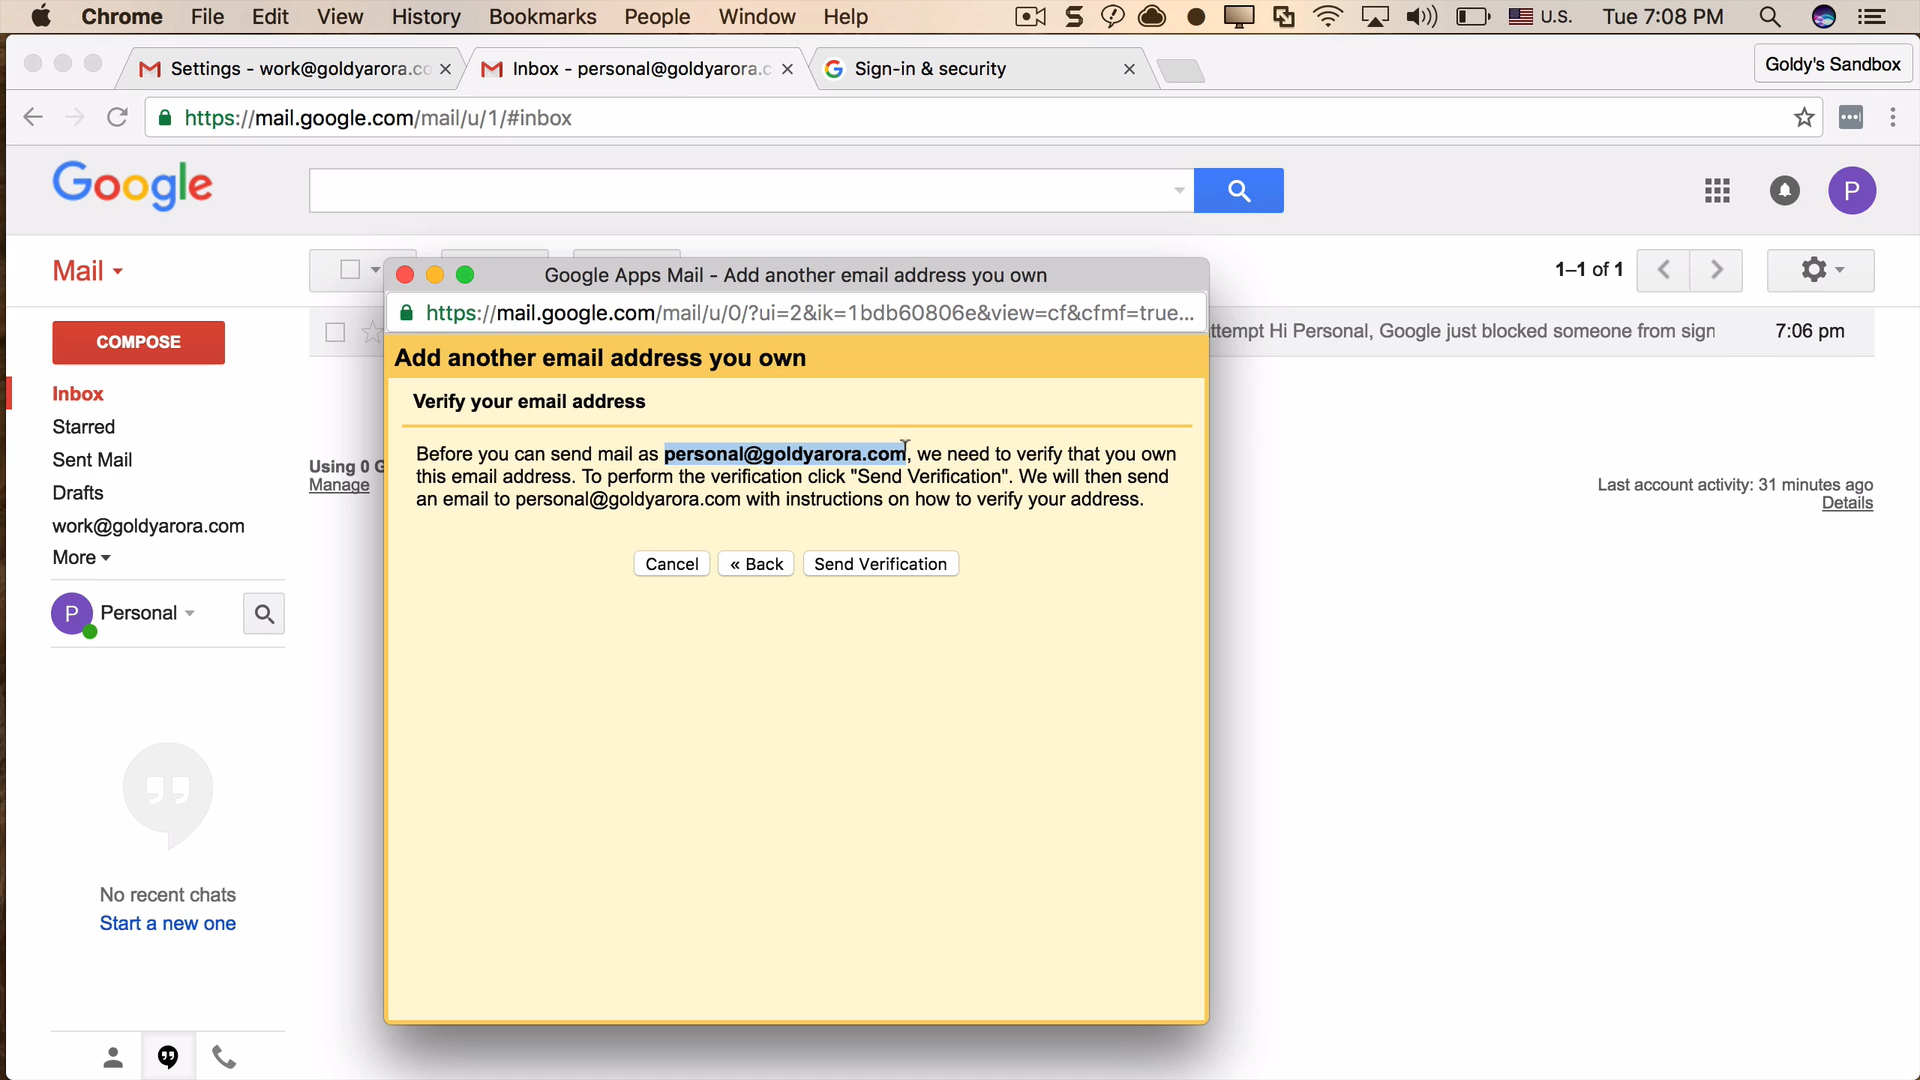 Chrome File Edit View History Bookmarks People Window Help U.S. Tue 7:08 PM
Settings - work@goldyarora.co
Inbox - personal@goldyarora.c
Sign-in & security
Goldy's Sandbox
https://mail.google.com/mail/u/1/#inbox
Google
P
Mail
1–1 of 1
Google Apps Mail - Add another email address you own
https://mail.google.com/mail/u/0/?ui=2&ik=1bdb60806e&view=cf&cfmf=true...
COMPOSE
ttempt Hi Personal, Google just blocked someone from sign
7:06 pm
Add another email address you own
Inbox
Starred
Sent Mail
Drafts
work@goldyarora.com
More
Verify your email address
Before you can send mail as personal@goldyarora.com, we need to verify that you own
this email address. To perform the verification click "Send Verification". We will then send
an email to personal@goldyarora.com with instructions on how to verify your address.
Cancel
« Back
Send Verification
Using 0 G
Manage
Last account activity: 31 minutes ago
Details
P
Personal
No recent chats
Start a new one